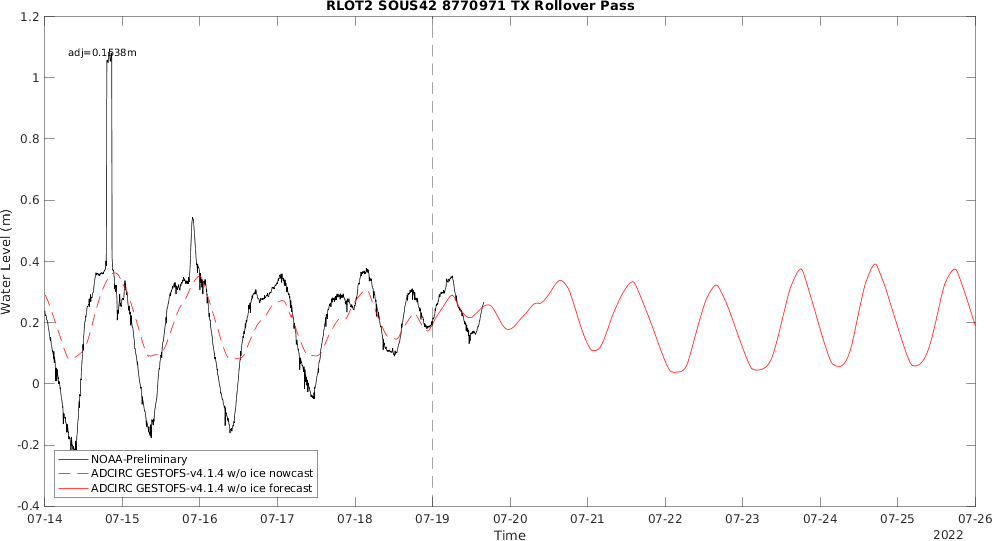 RLOT2 SOUS42 8770971 TX Rollover Pass
adj=0.1638m
1.2
1
0.8
0.6
0.4
0.2
0
-0.2
-0.4
Water Level (m)
NOAA-Preliminary
ADCIRC GESTOFS-v4.1.4 w/o ice nowcast
ADCIRC GESTOFS-v4.1.4 w/o ice forecast
07-14 07-15 07-16 07-17 07-18 07-19 07-20 07-21 07-22 07-23 07-24 07-25 07-26
Time
2022